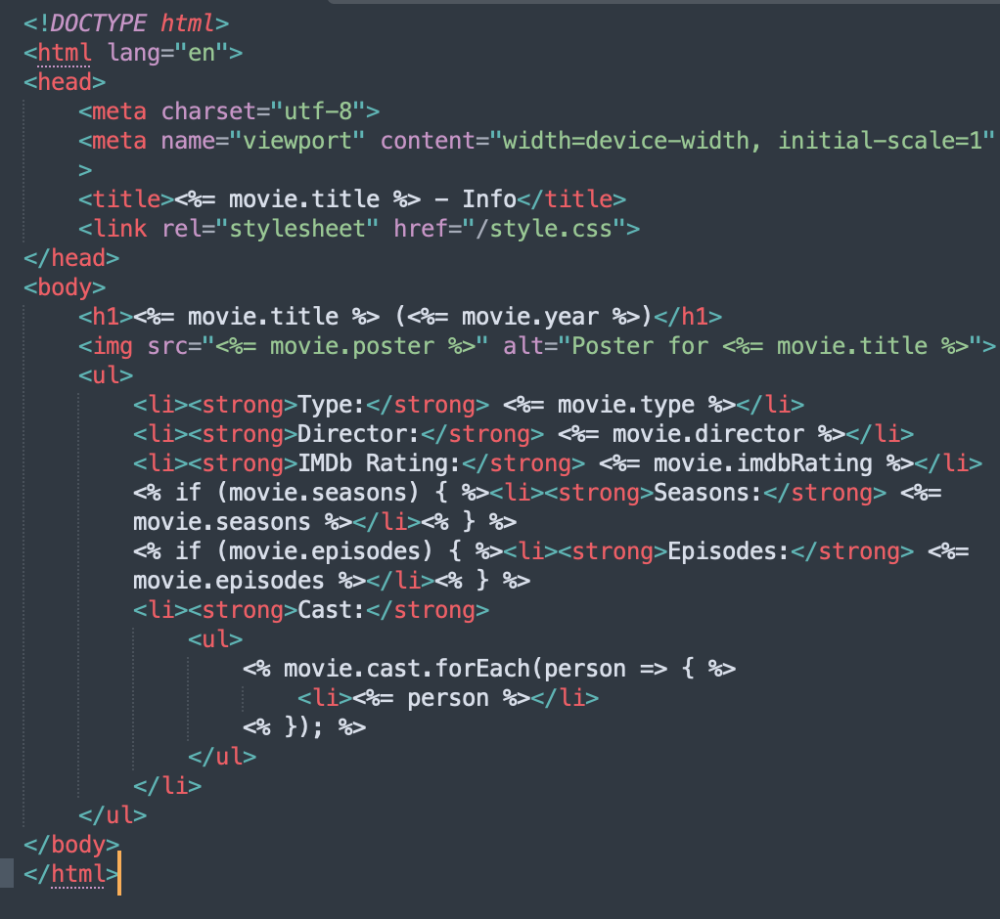 <!DOCTYPE html>
<html lang="en">
<head>
    <meta charset="utf-8">
    <meta name="viewport" content="width=device-width, initial-scale=1"
    >
    <title><%= movie.title %> - Info</title>
    <link rel="stylesheet" href="/style.css">
</head>
<body>
    <h1><%= movie.title %> (<%= movie.year %>)</h1>
    <img src="<%= movie.poster %>" alt="Poster for <%= movie.title %>">
    <ul>
        <li><strong>Type:</strong> <%= movie.type %></li>
        <li><strong>Director:</strong> <%= movie.director %></li>
        <li><strong>IMDb Rating:</strong> <%= movie.imdbRating %></li>
        <% if (movie.seasons) { %><li><strong>Seasons:</strong> <%=
        movie.seasons %></li><% } %>
        <% if (movie.episodes) { %><li><strong>Episodes:</strong> <%=
        movie.episodes %></li><% } %>
        <li><strong>Cast:</strong>
            <ul>
                <% movie.cast.forEach(person => { %>
                    <li><%= person %></li>
                <% }); %>
            </ul>
        </li>
    </ul>
</body>
</html>